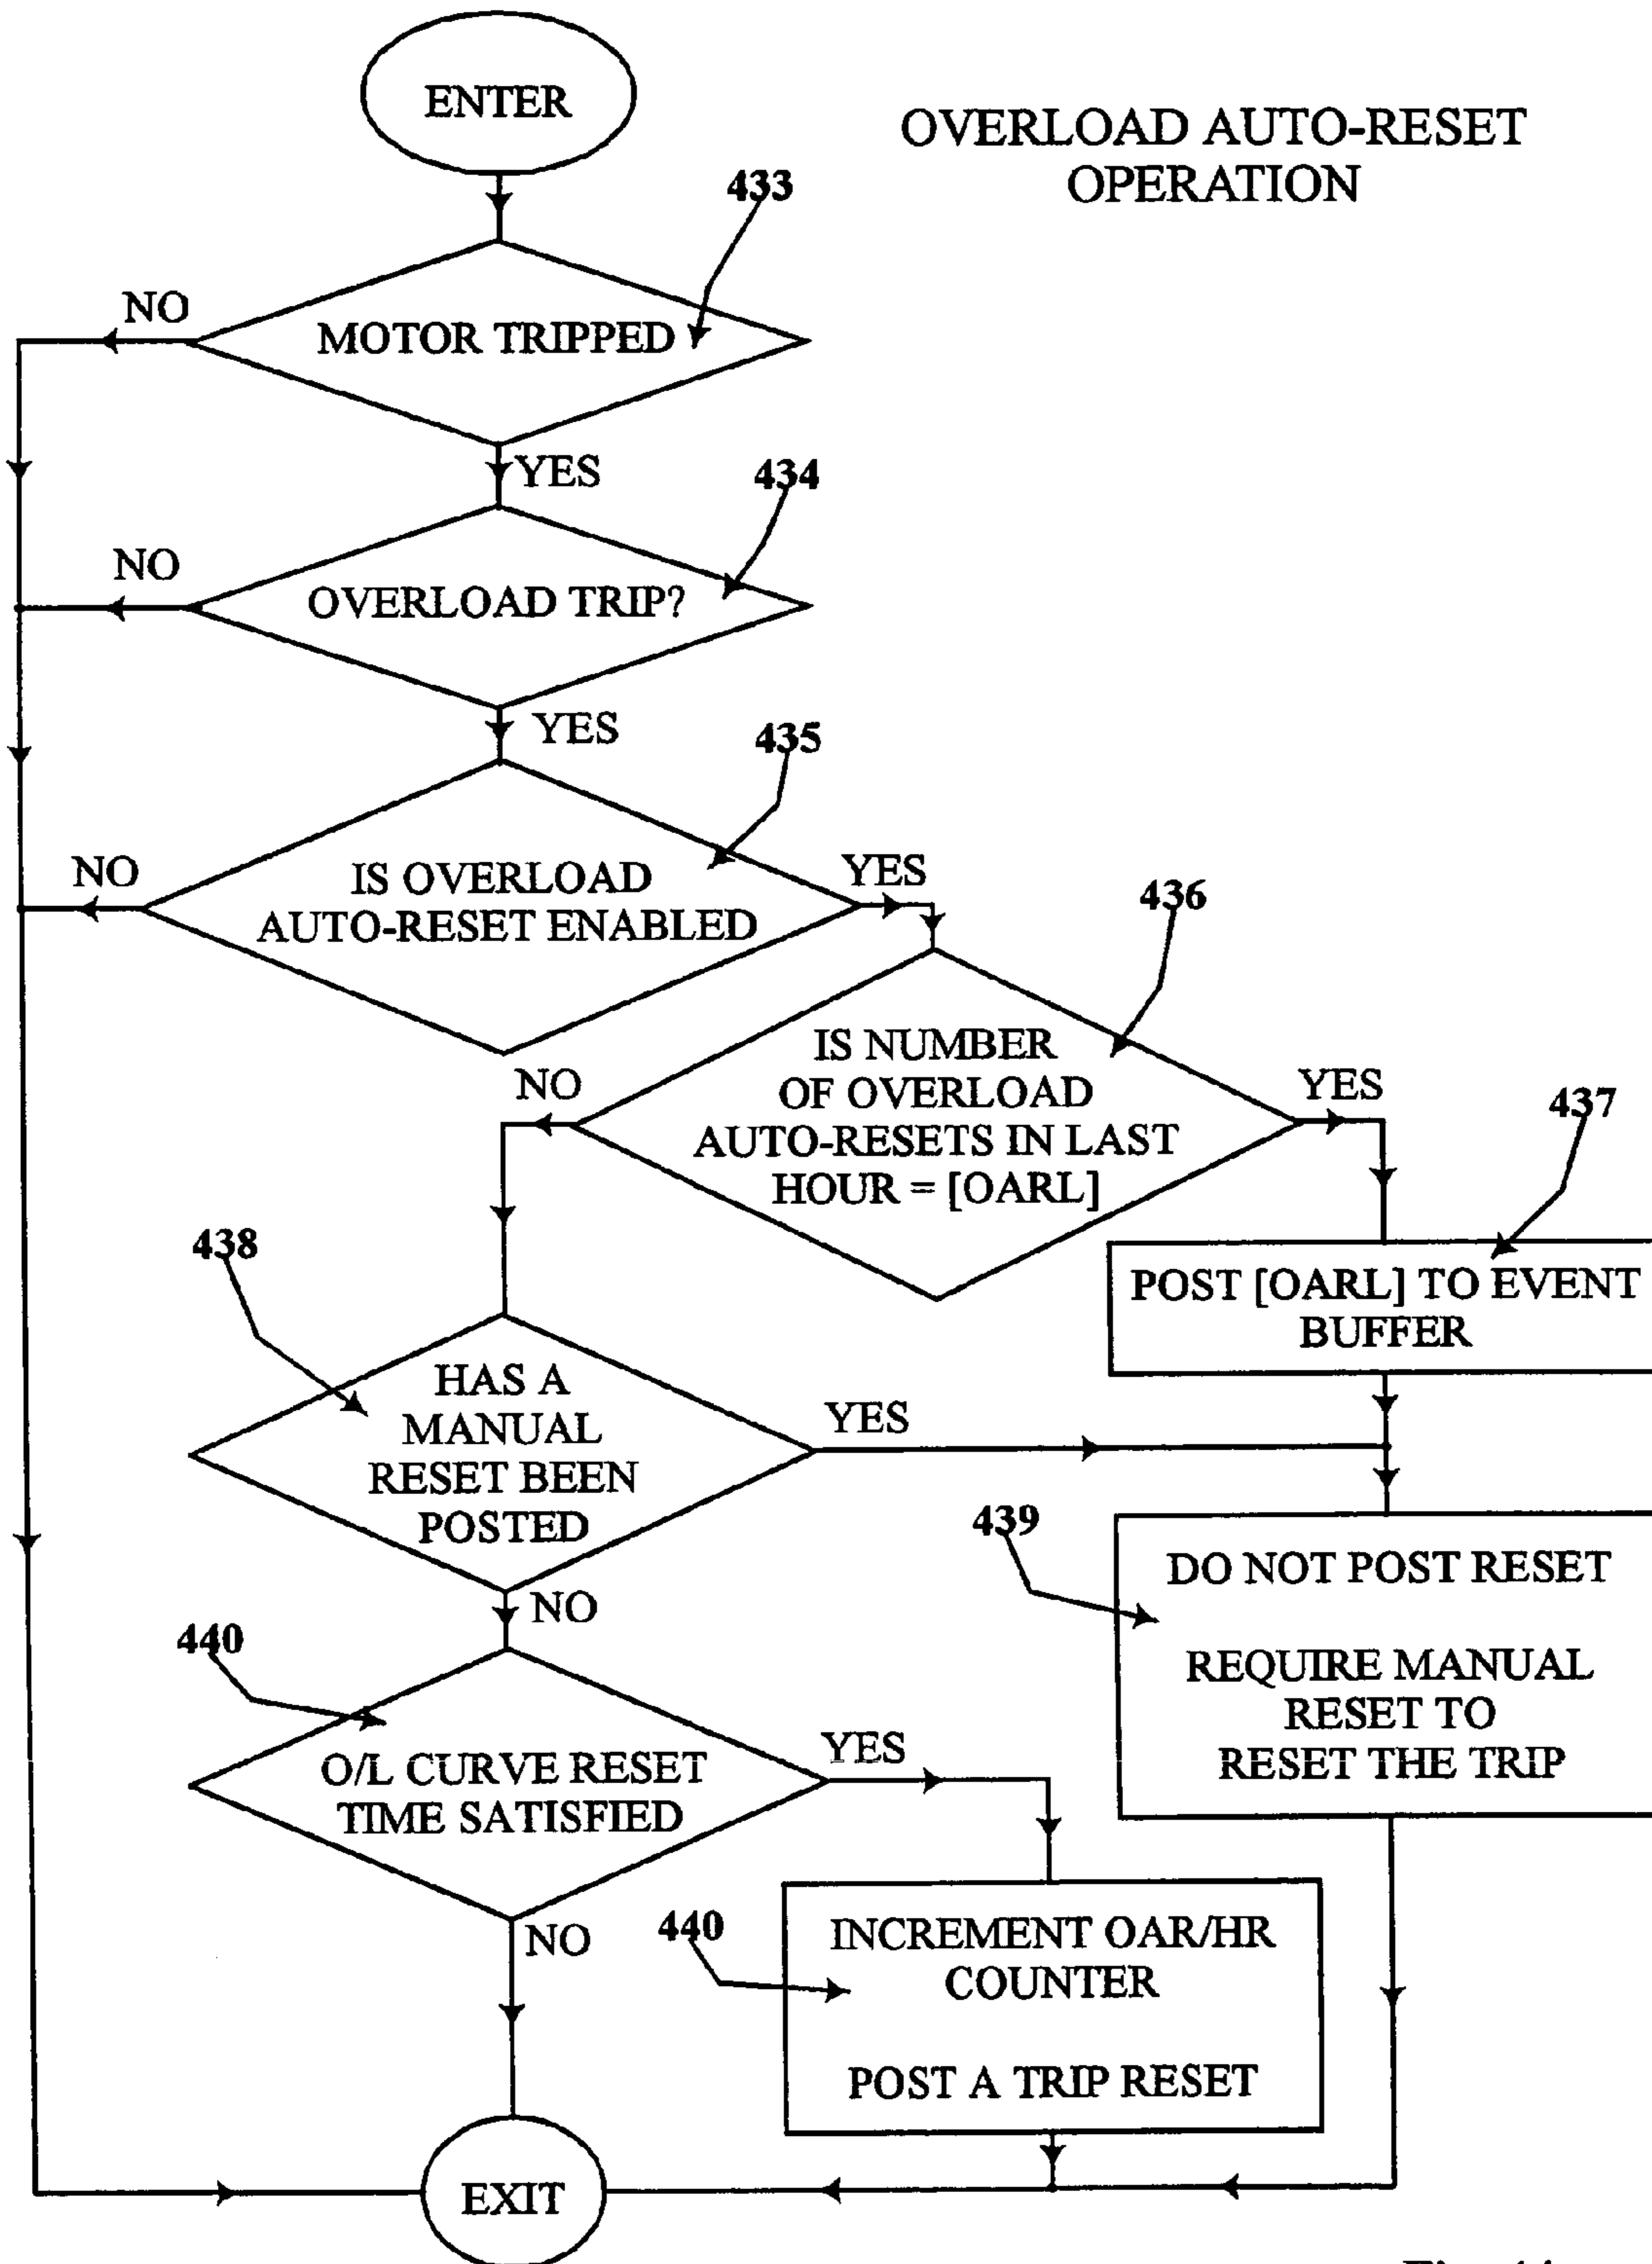 ENTER
OVERLOAD AUTO-RESET
OPERATION
433
NO
MOTOR TRIPPED
YES
434
NO
OVERLOAD TRIP?
YES
435
NO
IS OVERLOAD
AUTO-RESET ENABLED
YES
436
NO
IS NUMBER
OF OVERLOAD
AUTO-RESETS IN LAST
HOUR = [OARL]
YES
437
POST [OARL] TO EVENT
BUFFER
438
HAS A
MANUAL
RESET BEEN
POSTED
YES
NO
439
DO NOT POST RESET
REQUIRE MANUAL
RESET TO
RESET THE TRIP
440
O/L CURVE RESET
TIME SATISFIED
YES
NO
440
INCREMENT OAR/HR
COUNTER
POST A TRIP RESET
EXIT